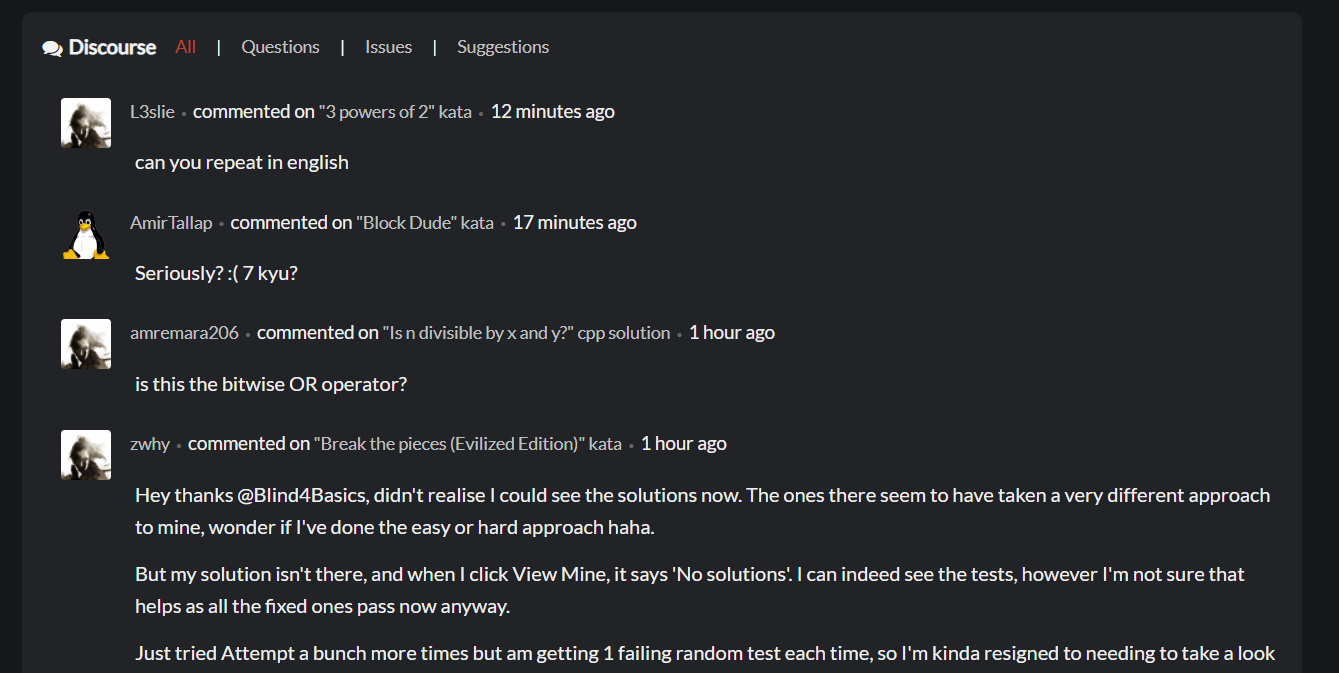 Discourse All | Questions | Issues | Suggestions
L3slie • commented on "3 powers of 2" kata • 12 minutes ago
can you repeat in english
AmirTallap • commented on "Block Dude" kata • 17 minutes ago
Seriously? :( 7 kyu?
amremara206 • commented on "Is n divisible by x and y?" cpp solution • 1 hour ago
is this the bitwise OR operator?
zwhy • commented on "Break the pieces (Evilized Edition)" kata • 1 hour ago
Hey thanks @Blind4Basics, didn't realise I could see the solutions now. The ones there seem to have taken a very different approach
to mine, wonder if I've done the easy or hard approach haha.
But my solution isn't there, and when I click View Mine, it says 'No solutions'. I can indeed see the tests, however I'm not sure that
helps as all the fixed ones pass now anyway.
Just tried Attempt a bunch more times but am getting 1 failing random test each time, so I'm kinda resigned to needing to take a look